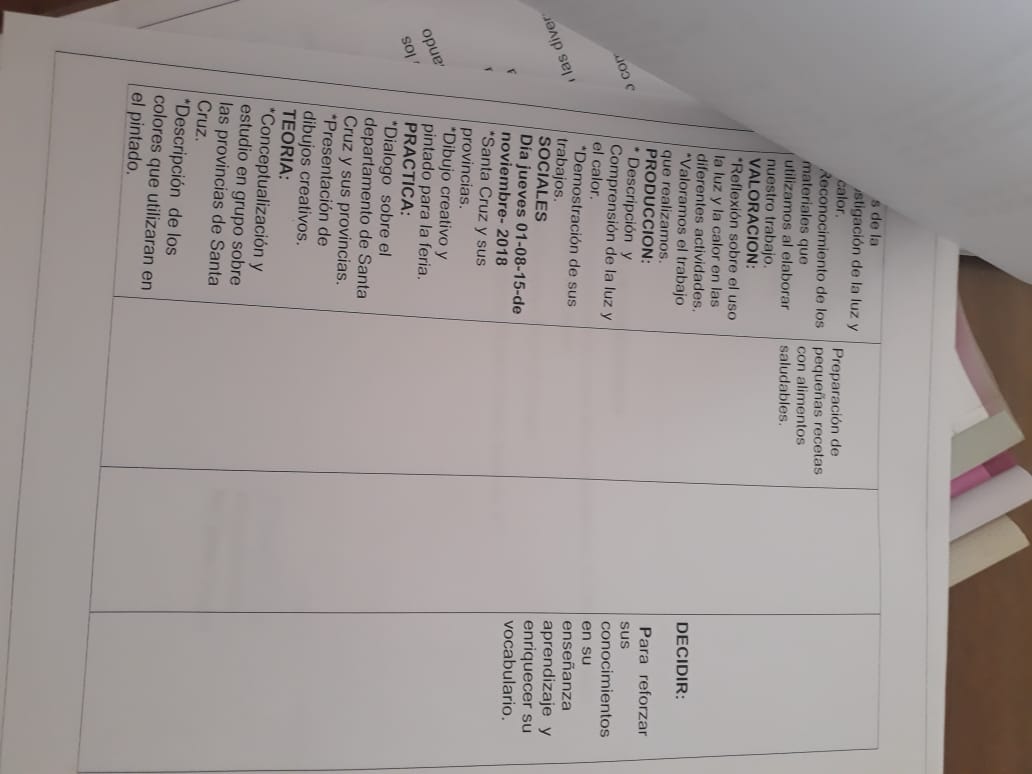 s de la
stigación de la luz y
calor.
Reconocimiento de los
materiales que
utilizamos al elaborar
nuestro trabajo.
VALORACION:
*Reflexión sobre el uso
la luz y la calor en las
diferentes actividades.
*Valoramos el trabajo
que realizamos.
PRODUCCION:
* Descripción y
Comprensión de la luz y
el calor.
*Demostración de sus
trabajos.
SOCIALES
Día jueves 01-08-15-de
noviembre- 2018
*Santa Cruz y sus
provincias.
*Dibujo creativo y
pintado para la feria.
PRACTICA:
*Dialogo sobre el
departamento de Santa
Cruz y sus provincias.
*Presentación de
dibujos creativos.
TEORIA:
*Conceptualización y
estudio en grupo sobre
las provincias de Santa
Cruz.
*Descripción de los
colores que utilizaran en
el pintado.
Preparación de
pequeñas recetas
con alimentos
saludables.
DECIDIR:
Para reforzar
sus
conocimientos
en su
enseñanza
aprendizaje y
enriquecer su
vocabulario.
las diver
ando
los